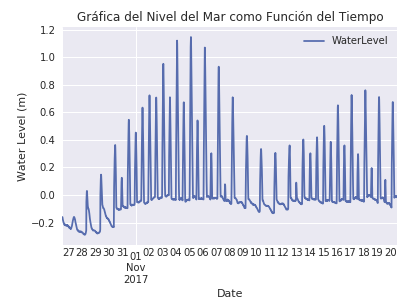 Gráfica del Nivel del Mar como Función del Tiempo
WaterLevel
Water Level (m)
1.2
1.0
0.8
0.6
0.4
0.2
0.0
−0.2
27 28 29 30 31 01 02 03 04 05 06 07 08 09 10 11 12 13 14 15 16 17 18 19 20
Nov
2017
Date